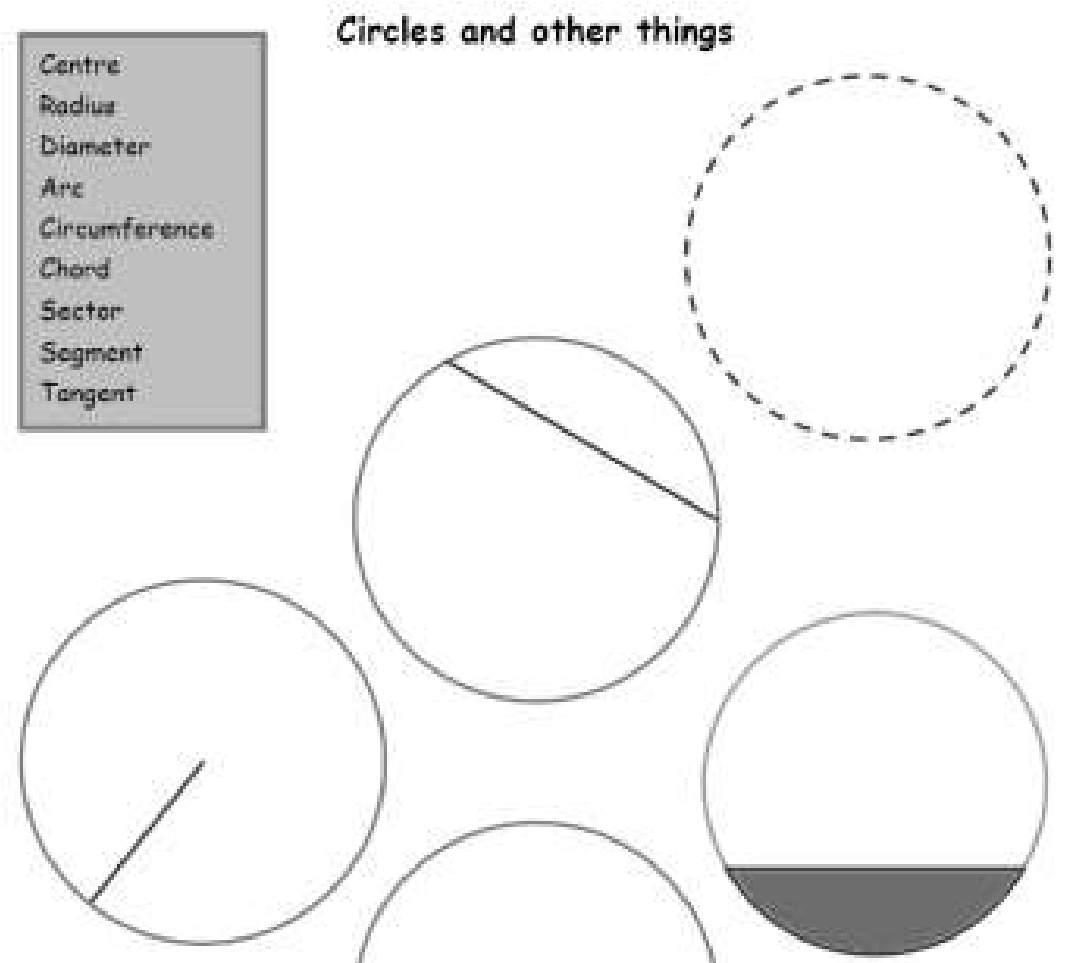 Circles and other things
Centre
Radius
Diameter
Arc
Circumference
Chord
Sector
Segment
Tangent